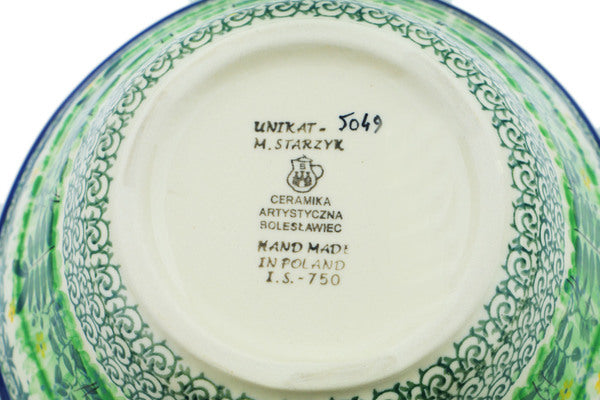 UNIKAT - 5049
M. STARZYK
CERAMIKA
ARTYSTYCZNA
BOLESŁAWIEC
HAND MADE
IN POLAND
I.S.-750